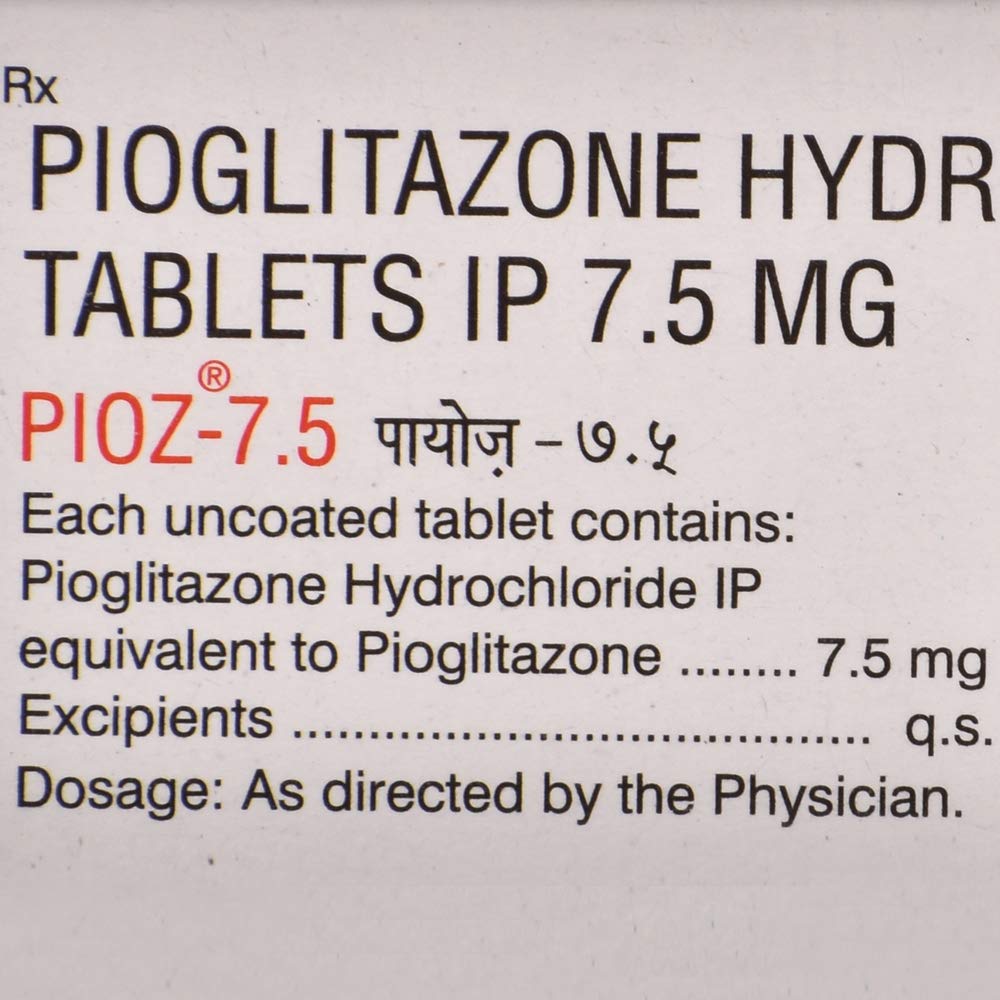 Rx
PIOGLITAZONE HYDR
TABLETS IP 7.5 MG
PIOZ-®7.5 पायोज़ – ७.५
Each uncoated tablet contains:
Pioglitazone Hydrochloride IP
equivalent to Pioglitazone ........ 7.5 mg
Excipients ...................................... q.s.
Dosage: As directed by the Physician.